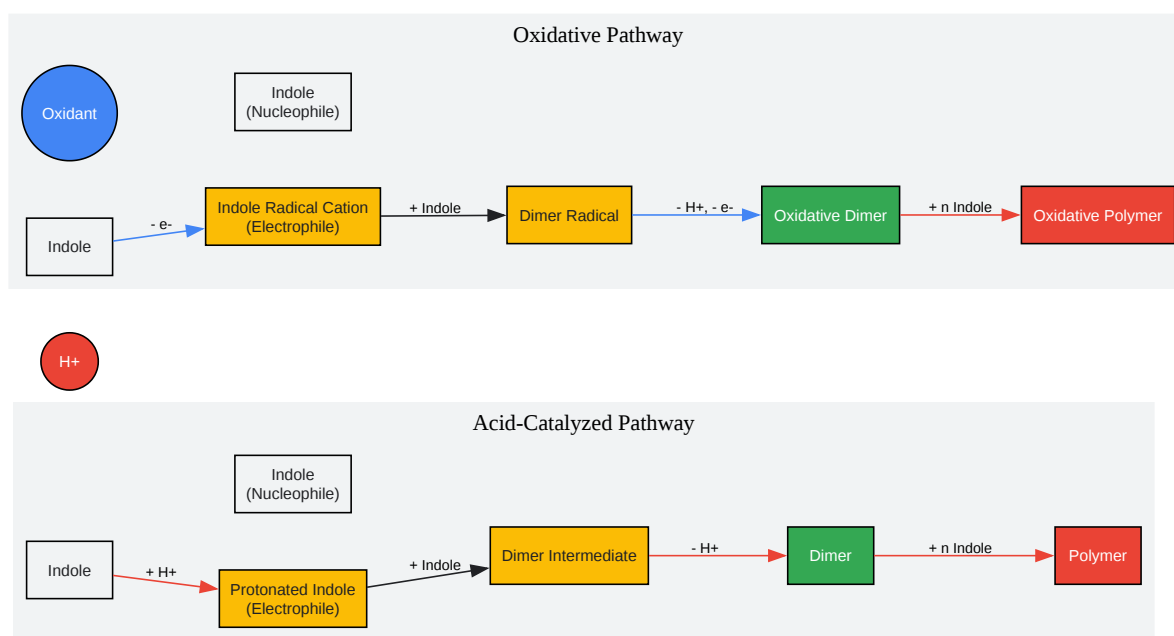 Oxidative Pathway
Oxidant
Indole
(Nucleophile)
Indole
- e-
Indole Radical Cation
(Electrophile)
+ Indole
Dimer Radical
- H+, - e-
Oxidative Dimer
+ n Indole
Oxidative Polymer
H+
Acid-Catalyzed Pathway
Indole
(Nucleophile)
Indole
+ H+
Protonated Indole
(Electrophile)
+ Indole
Dimer Intermediate
- H+
Dimer
+ n Indole
Polymer